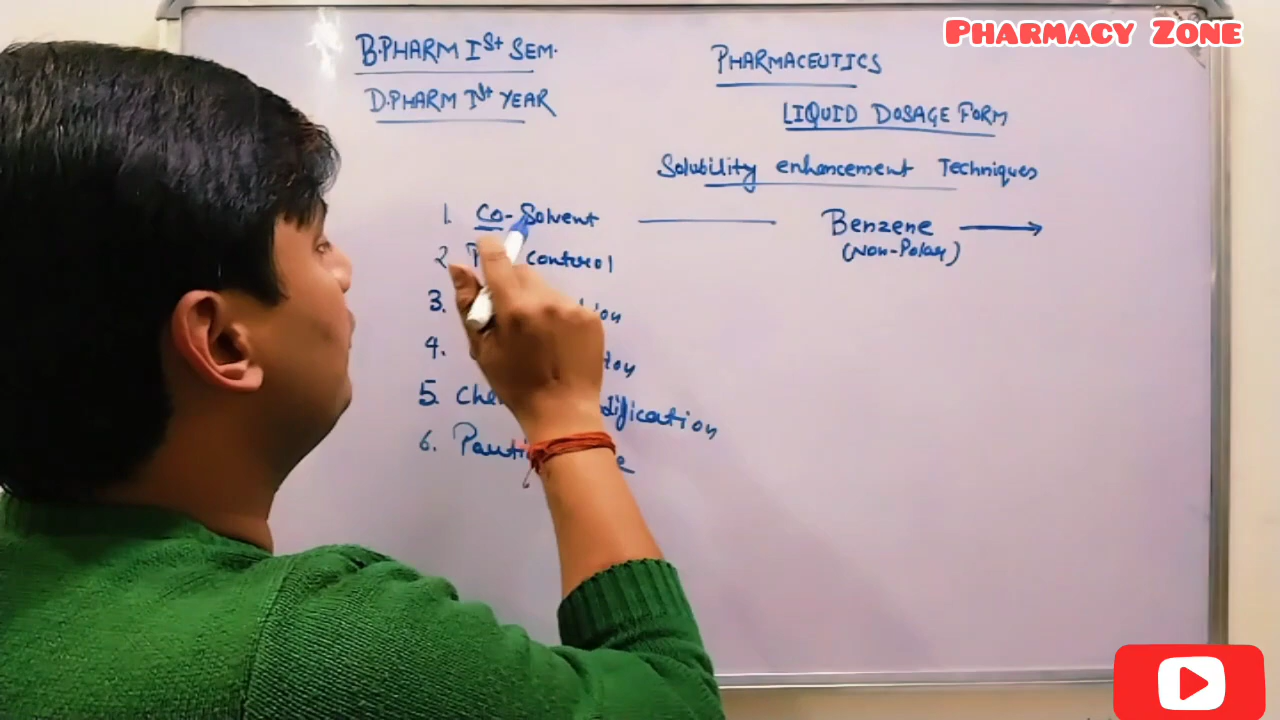 PHARMACY ZONE
B.PHARM Ist SEM.
D.PHARM Ist YEAR
PHARMACEUTICS
LIQUID DOSAGE FORM
Solubility enhancement Techniques
1. Co-Solvent
Benzene
(Non-Polar)
2. control
3.
4.
5.
6.